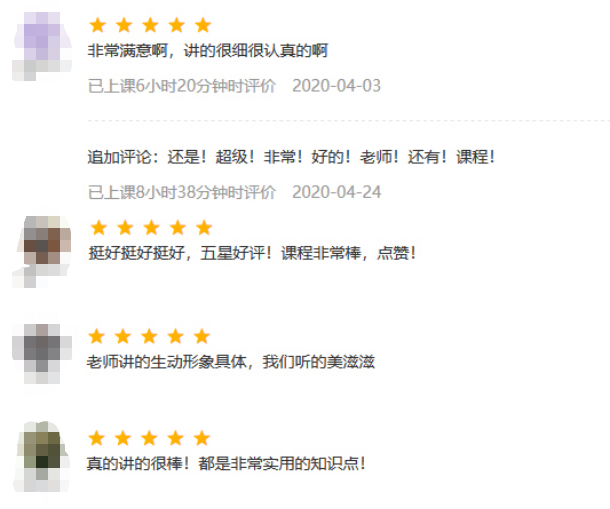 非常满意啊，讲的很细很认真的啊
已上课6小时20分钟时评价 2020-04-03
追加评论：还是！超级！非常！好的！老师！还有！课程！
已上课8小时38分钟时评价 2020-04-24
挺好挺好挺好，五星好评！课程非常棒，点赞！
老师讲的生动形象具体，我们听的美滋滋
真的讲的很棒！都是非常实用的知识点！